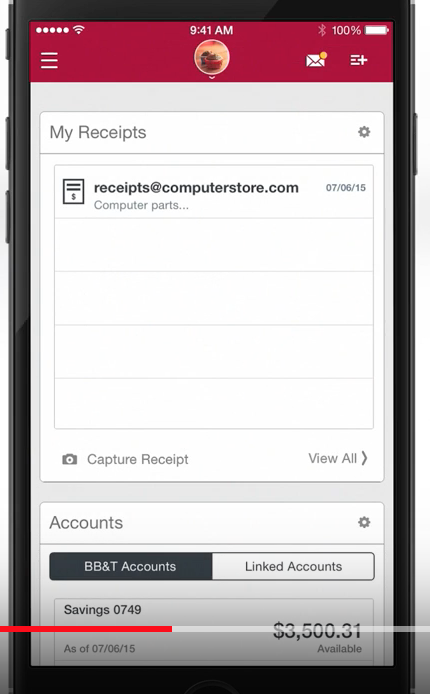 9:41 AM 100%
My Receipts
receipts@computerstore.com 07/06/15
Computer parts...
Capture Receipt View All
Accounts
BB&T Accounts Linked Accounts
Savings 0749
$3,500.31
As of 07/06/15 Available